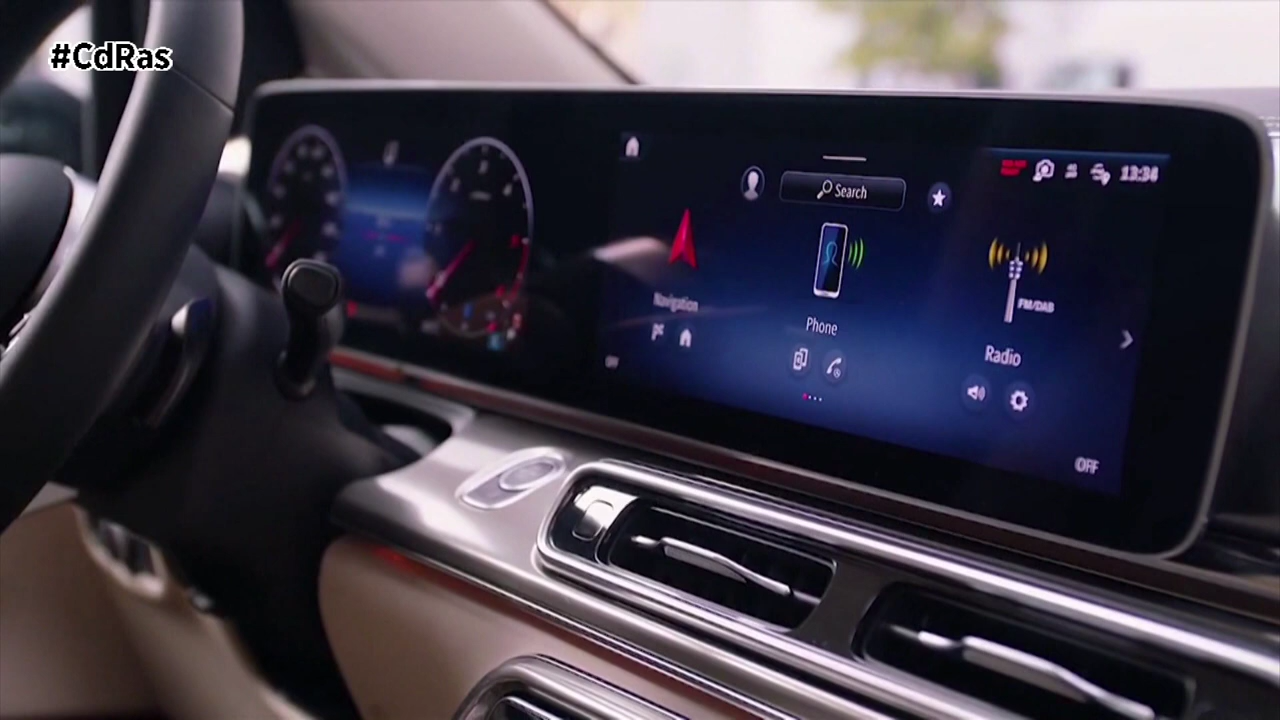 #CdRas
13:34
Search
Navigation
FM/DAB
Phone
Radio
OFF